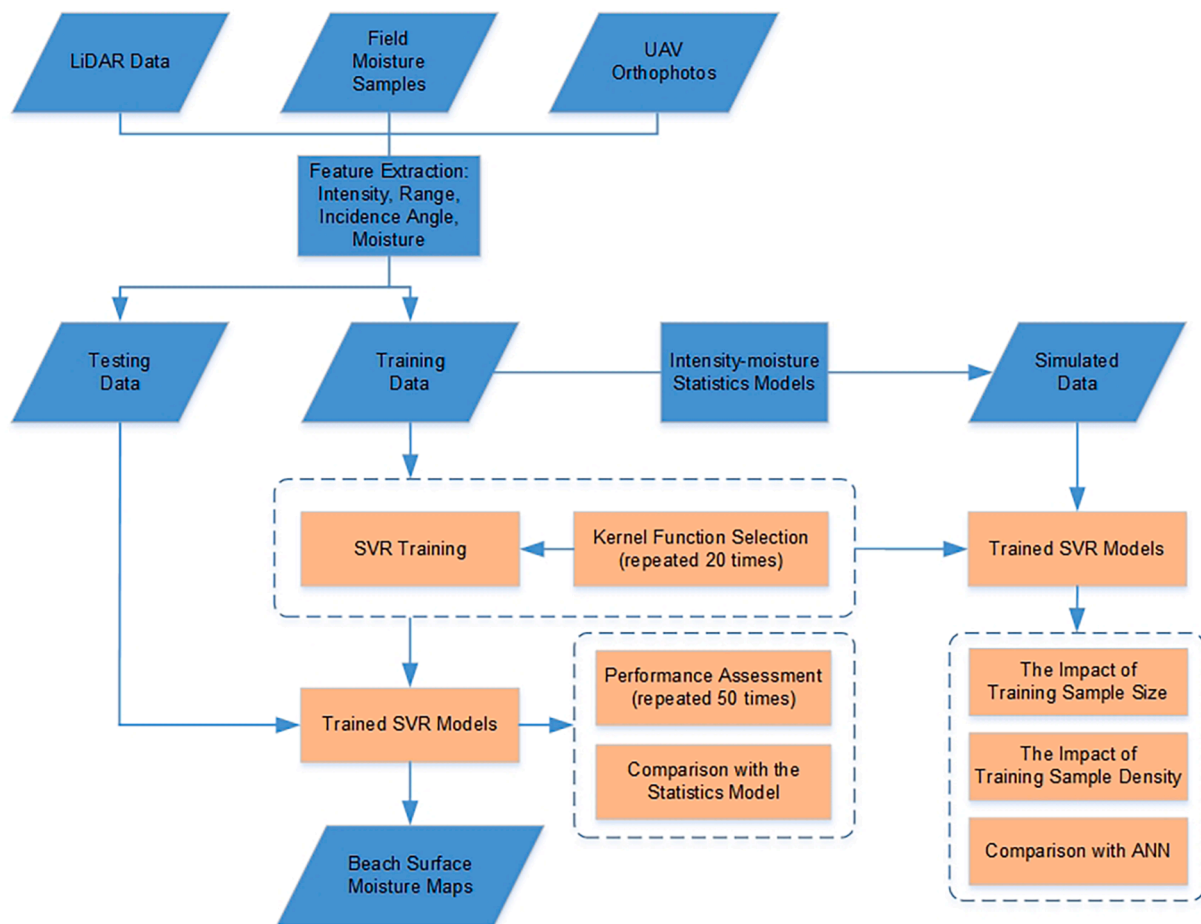 LiDAR Data
Field
Moisture
Samples
UAV
Orthophotos
Feature Extraction:
Intensity, Range,
Incidence Angle,
Moisture
Testing
Data
Training
Data
Intensity-moisture
Statistics Models
Simulated
Data
SVR Training
Kernel Function Selection
(repeated 20 times)
Trained SVR Models
Trained SVR Models
Performance Assessment
(repeated 50 times)
Comparison with the
Statistics Model
The Impact of
Training Sample Size
The Impact of
Training Sample Density
Comparison with ANN
Beach Surface
Moisture Maps